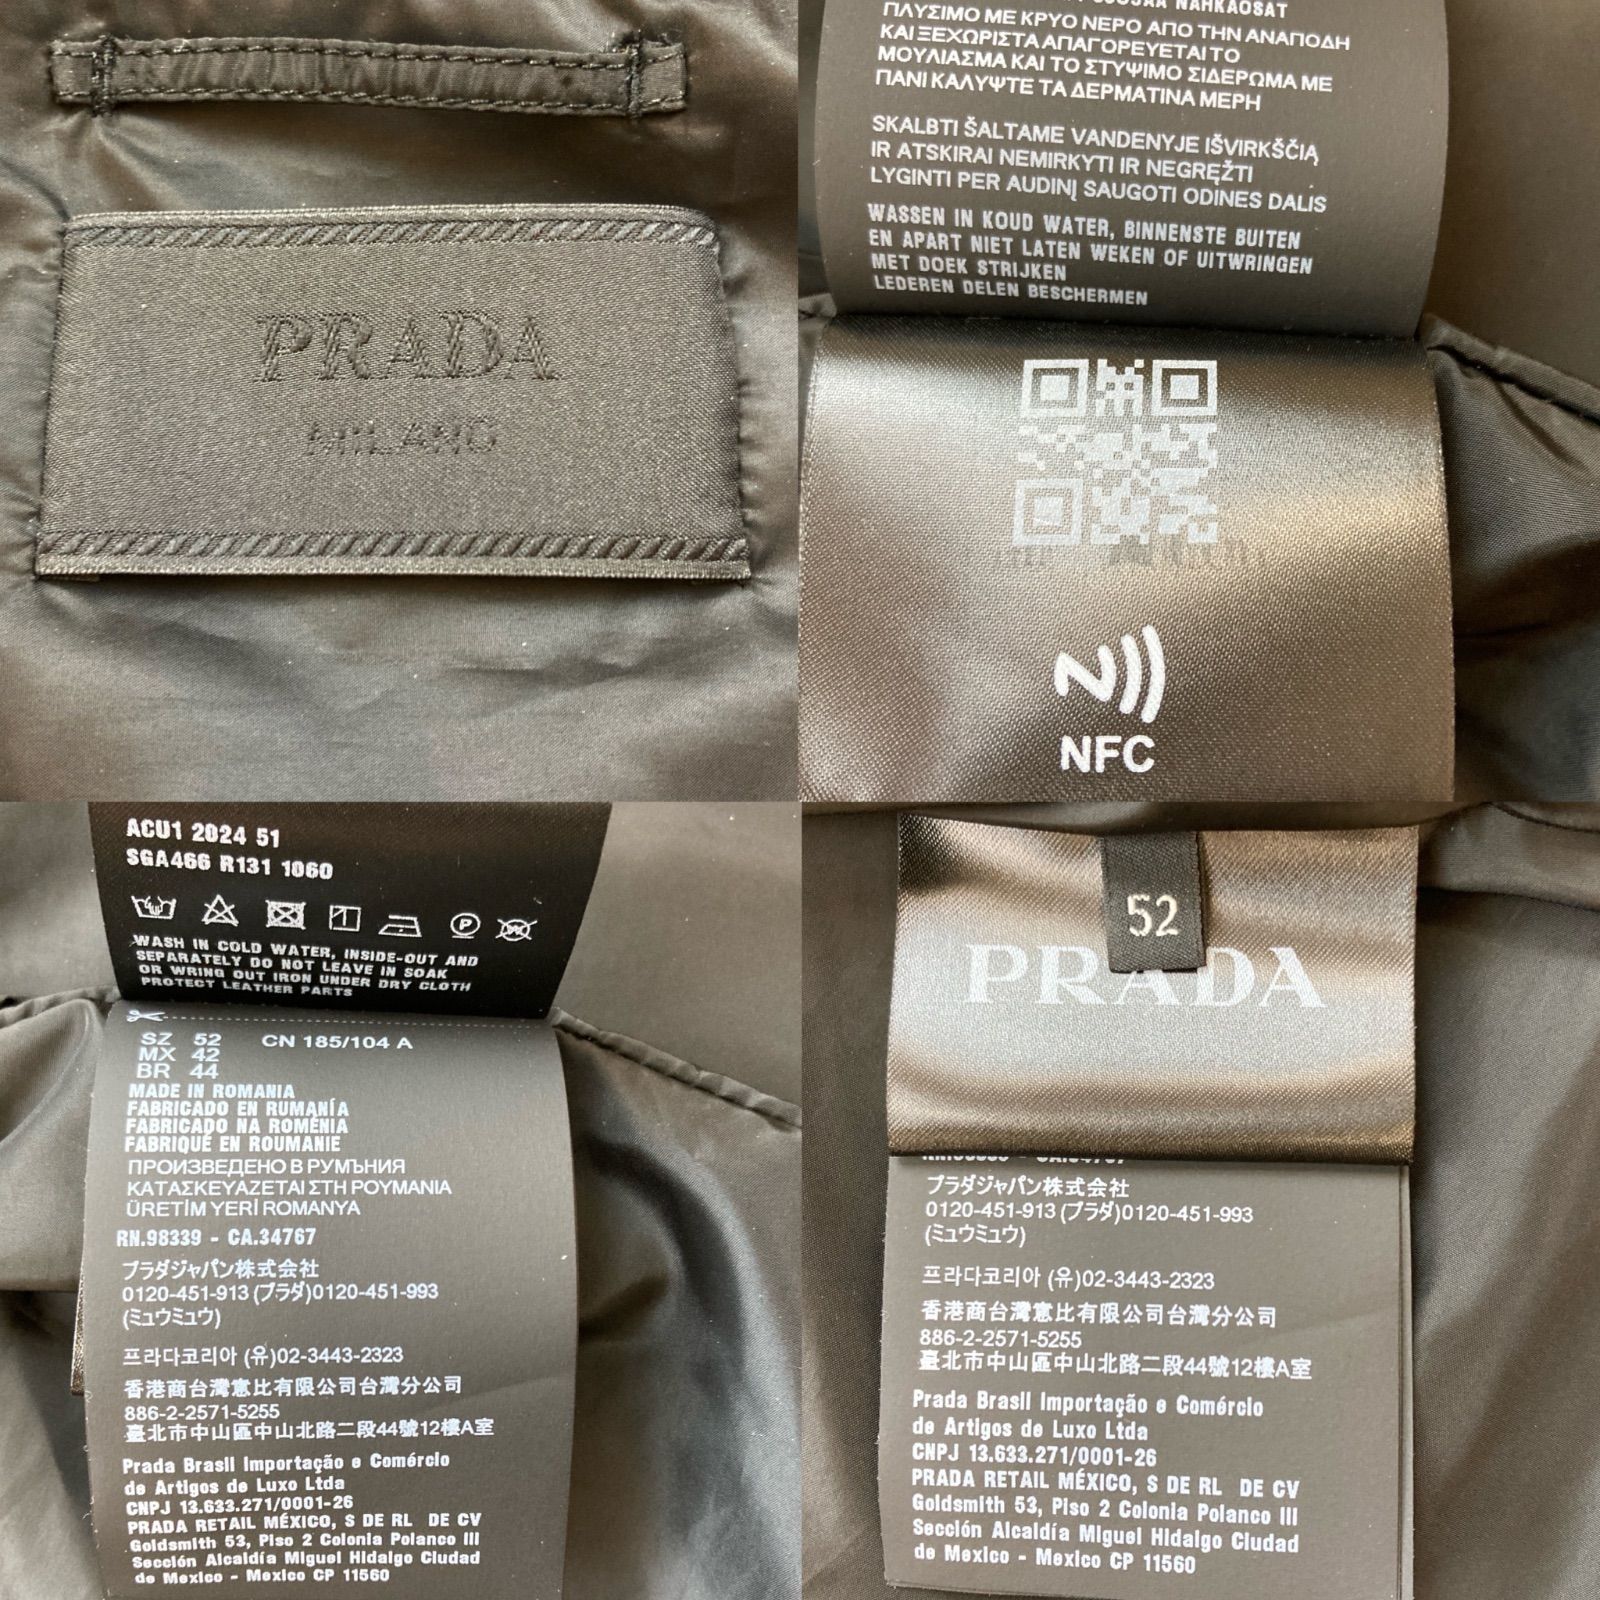 PRADA
MILANO
ΠΛΥΣΙΜΟ ΜΕ ΚΡΥΟ ΝΕΡΟ ΑΠΟ ΤΗΝ ΑΝΑΠΟΔΗ
ΚΑΙ ΞΕΧΩΡΙΣΤΑ ΑΠΑΓΟΡΕΥΕΤΑΙ ΤΟ
ΜΟΥΛΙΑΣΜΑ ΚΑΙ ΤΟ ΣΤΥΨΙΜΟ ΣΙΔΕΡΩΜΑ ΜΕ
ΠΑΝΙ ΚΑΛΥΨΤΕ ΤΑ ΔΕΡΜΑΤΙΝΑ ΜΕΡΗ
SKALBTI ŠALTAME VANDENYJE IŠVIRKŠČIĄ
IR ATSKIRAI NEMIRKYTI IR NEGRĘŽTI
LYGINTI PER AUDINĮ SAUGOTI ODINES DALIS
WASSEN IN KOUD WATER, BINNENSTE BUITEN
EN APART NIET LATEN WEKEN OF UITWRINGEN
MET DOEK STRIJKEN
LEDEREN DELEN BESCHERMEN
NFC
ACU1 2024 51
SGA466 R131 1060
WASH IN COLD WATER, INSIDE-OUT AND
SEPARATELY DO NOT LEAVE IN SOAK
OR WRING OUT IRON UNDER DRY CLOTH
PROTECT LEATHER PARTS
SZ 52 CN 185/104 A
MX 42
BR 44
MADE IN ROMANIA
FABRICADO EN RUMANÍA
FABRICADO NA ROMÉNIA
FABRIQUÉ EN ROUMANIE
ПРОИЗВЕДЕНО В РУМЪНИЯ
ΚΑΤΑΣΚΕΥΑΖΕΤΑΙ ΣΤΗ ΡΟΥΜΑΝΙΑ
ÜRETİM YERİ ROMANYA
RN.98339 - CA.34767
プラダジャパン株式会社
0120-451-913 (プラダ)0120-451-993
(ミュウミュウ)
프라다코리아 (유)02-3443-2323
香港商台灣惠比有限公司台灣分公司
886-2-2571-5255
臺北市中山區中山北路二段44號12樓A室
Prada Brasil Importação e Comércio
de Artigos de Luxo Ltda
CNPJ 13.633.271/0001-26
PRADA RETAIL MÉXICO, S DE RL DE CV
Goldsmith 53, Piso 2 Colonia Polanco III
Sección Alcaldía Miguel Hidalgo Ciudad
de Mexico - Mexico CP 11560
52
PRADA
プラダジャパン株式会社
0120-451-913 (プラダ)0120-451-993
(ミュウミュウ)
프라다코리아 (유)02-3443-2323
香港商台灣惠比有限公司台灣分公司
886-2-2571-5255
臺北市中山區中山北路二段44號12樓A室
Prada Brasil Importação e Comércio
de Artigos de Luxo Ltda
CNPJ 13.633.271/0001-26
PRADA RETAIL MÉXICO, S DE RL DE CV
Goldsmith 53, Piso 2 Colonia Polanco III
Sección Alcaldía Miguel Hidalgo Ciudad
de Mexico - Mexico CP 11560